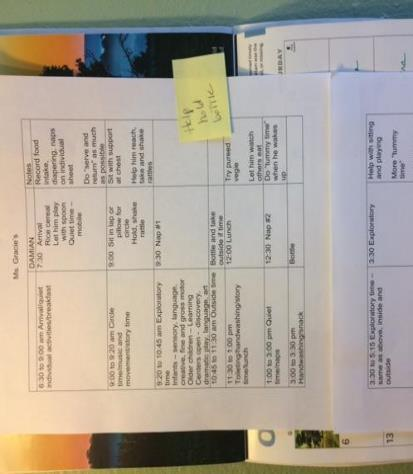 Ms. Gracie's
DAMIAN
Notes
6:30 to 9:00 am Arrival/quiet
individual activities/breakfast
7:30 Arrival
Rice cereal
Let him play
with spoon
Quiet time –
mobile
Record food
intake,
diapering, naps
on individual
sheet
Do "serve and
return" as much
as possible
9:00 to 9:20 am Circle
time/music and
movement/story time
9:00 Sit in lap or
pillow for
circle
Hold, shake
rattle
Sit with support
at chest
Help him reach,
take and shake
rattles
9:20 to 10:45 am Exploratory
time
Infants – sensory, language,
creative, fine and gross motor
Older children – Learning
Centers open - discovery,
dramatic play, language, art
9:30 Nap #1
Help
hold
bottle
10:45 to 11:30 am Outside time
Bottle and take
outside if time
11:30 to 1:00 pm
Toileting/handwashing/story
time/lunch
12:00 Lunch
Try pureed
vegie
Let him watch
others eat
1:00 to 3:00 pm Quiet
time/naps
12:30 Nap #2
Do 'tummy time'
when he wakes
up
3:00 to 3:30 pm
Handwashing/snack
Bottle
3:30 to 5:15 Exploratory time –
same as above, inside and
outside
3:30 Exploratory
Help with sitting
and playing
More 'tummy
time'
RDAY
6
13